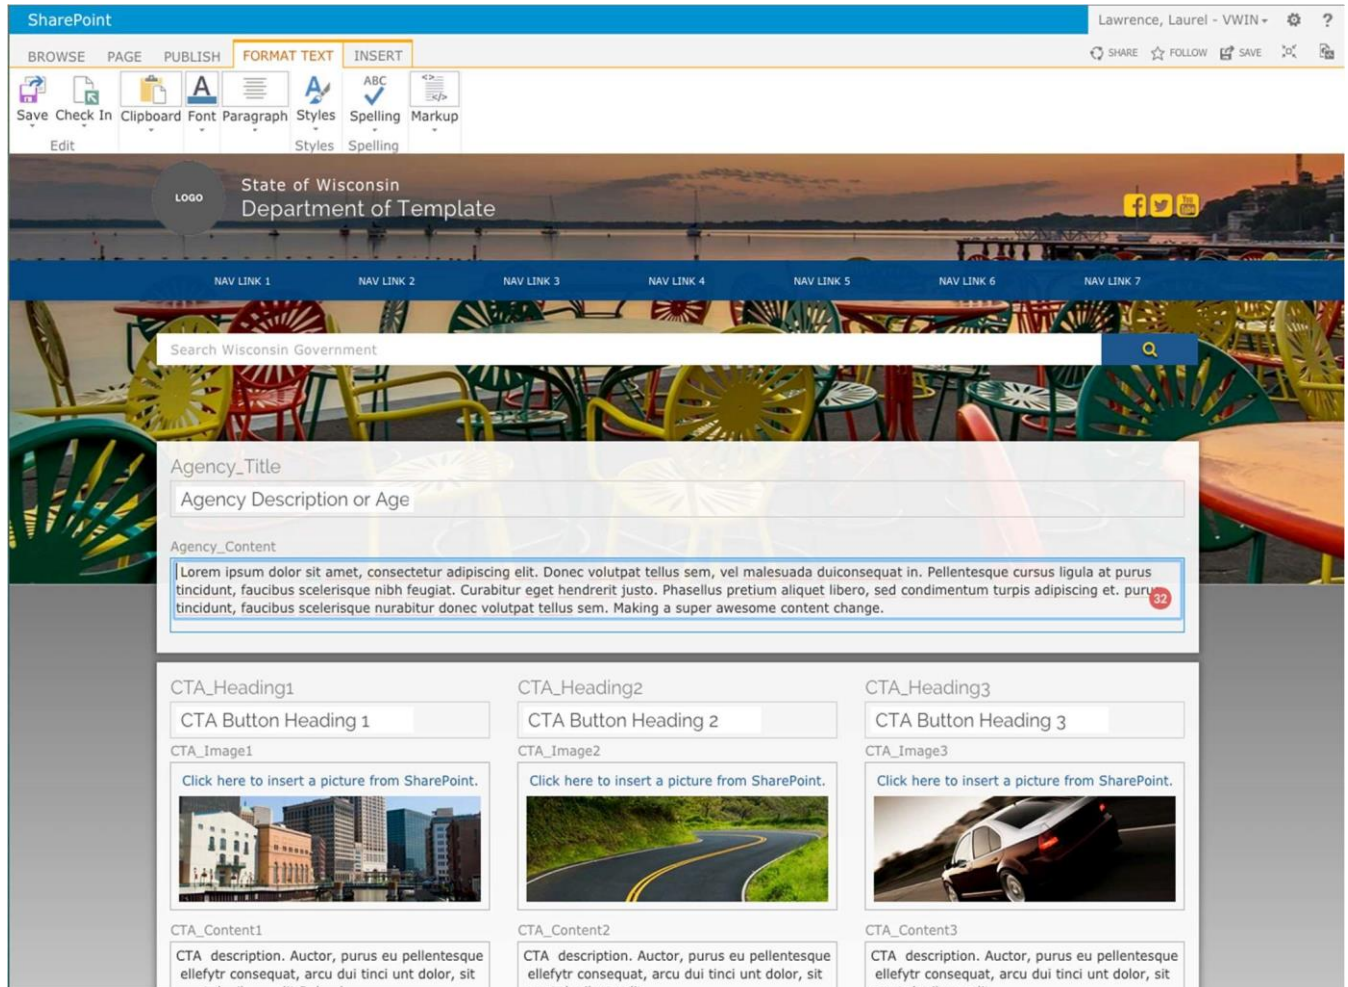 SharePoint
Lawrence, Laurel - VWIN
?
BROWSE PAGE PUBLISH FORMAT TEXT INSERT
SHARE FOLLOW SAVE
ABC
A
A
<>
</>
Save Check In Clipboard Font Paragraph Styles Spelling Markup
Edit Styles Spelling
LOGO
State of Wisconsin
Department of Template
You
Tube
NAV LINK 1 NAV LINK 2 NAV LINK 3 NAV LINK 4 NAV LINK 5 NAV LINK 6 NAV LINK 7
Search Wisconsin Government
Agency_Title
Agency Description or Age
Agency_Content
Lorem ipsum dolor sit amet, consectetur adipiscing elit. Donec volutpat tellus sem, vel malesuada duiconsequat in. Pellentesque cursus ligula at purus
tincidunt, faucibus scelerisque nibh feugiat. Curabitur eget hendrerit justo. Phasellus pretium aliquet libero, sed condimentum turpis adipiscing et. purus
32
tincidunt, faucibus scelerisque nurabitur donec volutpat tellus sem. Making a super awesome content change.
CTA_Heading1 CTA_Heading2 CTA_Heading3
CTA Button Heading 1 CTA Button Heading 2 CTA Button Heading 3
CTA_Image1 CTA_Image2 CTA_Image3
Click here to insert a picture from SharePoint. Click here to insert a picture from SharePoint. Click here to insert a picture from SharePoint.
CTA_Content1 CTA_Content2 CTA_Content3
CTA description. Auctor, purus eu pellentesque CTA description. Auctor, purus eu pellentesque CTA description. Auctor, purus eu pellentesque
ellefytr consequat, arcu dui tinci unt dolor, sit ellefytr consequat, arcu dui tinci unt dolor, sit ellefytr consequat, arcu dui tinci unt dolor, sit